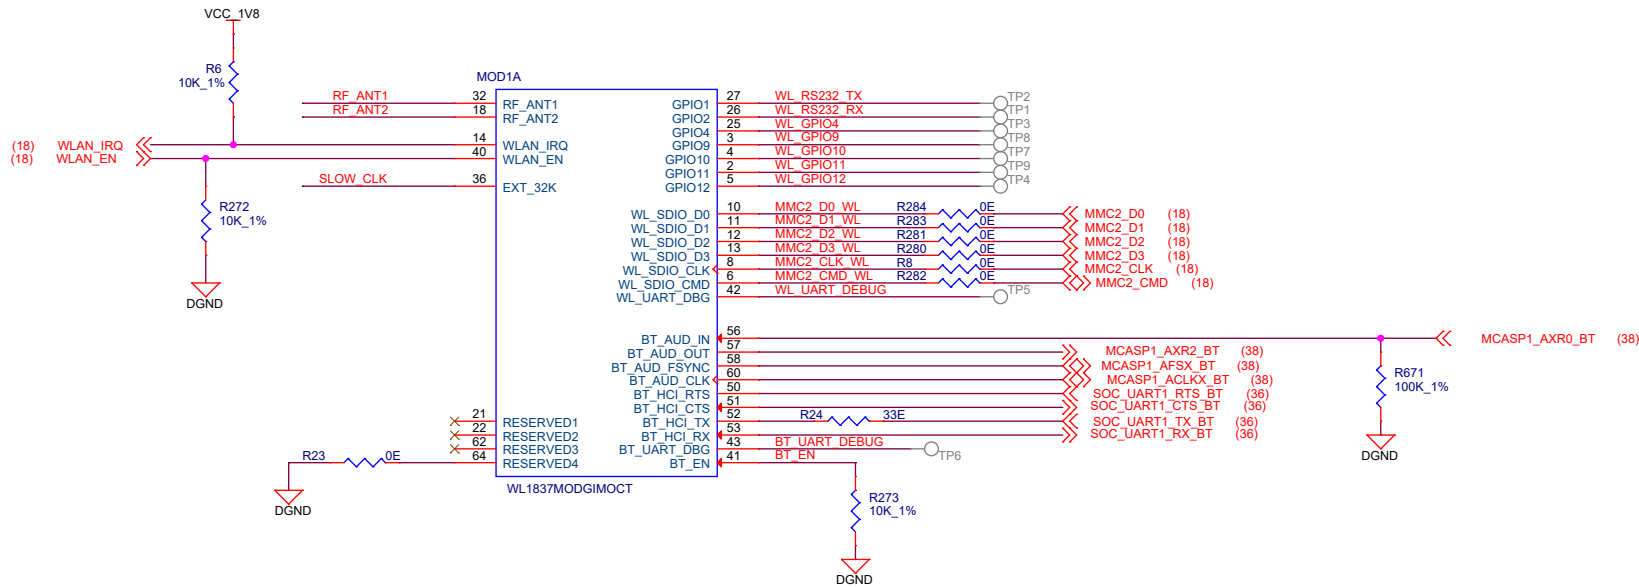 VCC_1V8
R6
10K_1%
MOD1A
RF_ANT1 32 RF_ANT1
RF_ANT2 18 RF_ANT2
(18) WLAN_IRQ 14 WLAN_IRQ
(18) WLAN_EN 40 WLAN_EN
SLOW_CLK 36 EXT_32K
R272
10K_1%
DGND
GPIO1 27 WL_RS232_TX TP2
GPIO2 26 WL_RS232_RX TP1
GPIO4 25 WL_GPIO4 TP3
GPIO9 3 WL_GPIO9 TP8
GPIO10 4 WL_GPIO10 TP7
GPIO11 2 WL_GPIO11 TP9
GPIO12 5 WL_GPIO12 TP4
WL_SDIO_D0 10 MMC2_D0_WL R284 0E MMC2_D0 (18)
WL_SDIO_D1 11 MMC2_D1_WL R283 0E MMC2_D1 (18)
WL_SDIO_D2 12 MMC2_D2_WL R281 0E MMC2_D2 (18)
WL_SDIO_D3 13 MMC2_D3_WL R280 0E MMC2_D3 (18)
WL_SDIO_CLK 8 MMC2_CLK_WL R8 0E MMC2_CLK (18)
WL_SDIO_CMD 6 MMC2_CMD_WL R282 0E MMC2_CMD (18)
WL_UART_DBG 42 WL_UART_DEBUG TP5
BT_AUD_IN 56 MCASP1_AXR0_BT (38)
BT_AUD_OUT 57 MCASP1_AXR2_BT (38)
BT_AUD_FSYNC 58 MCASP1_AFSX_BT (38)
BT_AUD_CLK 60 MCASP1_ACLKX_BT (38)
BT_HCI_RTS 50 SOC_UART1_RTS_BT (36)
BT_HCI_CTS 51 SOC_UART1_CTS_BT (36)
BT_HCI_TX 52 R24 33E SOC_UART1_TX_BT (36)
BT_HCI_RX 53 SOC_UART1_RX_BT (36)
BT_UART_DBG 43 BT_UART_DEBUG TP6
BT_EN 41 BT_EN
R671
100K_1%
DGND
21 RESERVED1
22 RESERVED2
62 RESERVED3
R23 0E 64 RESERVED4
DGND
WL1837MODGIMOCT
R273
10K_1%
DGND